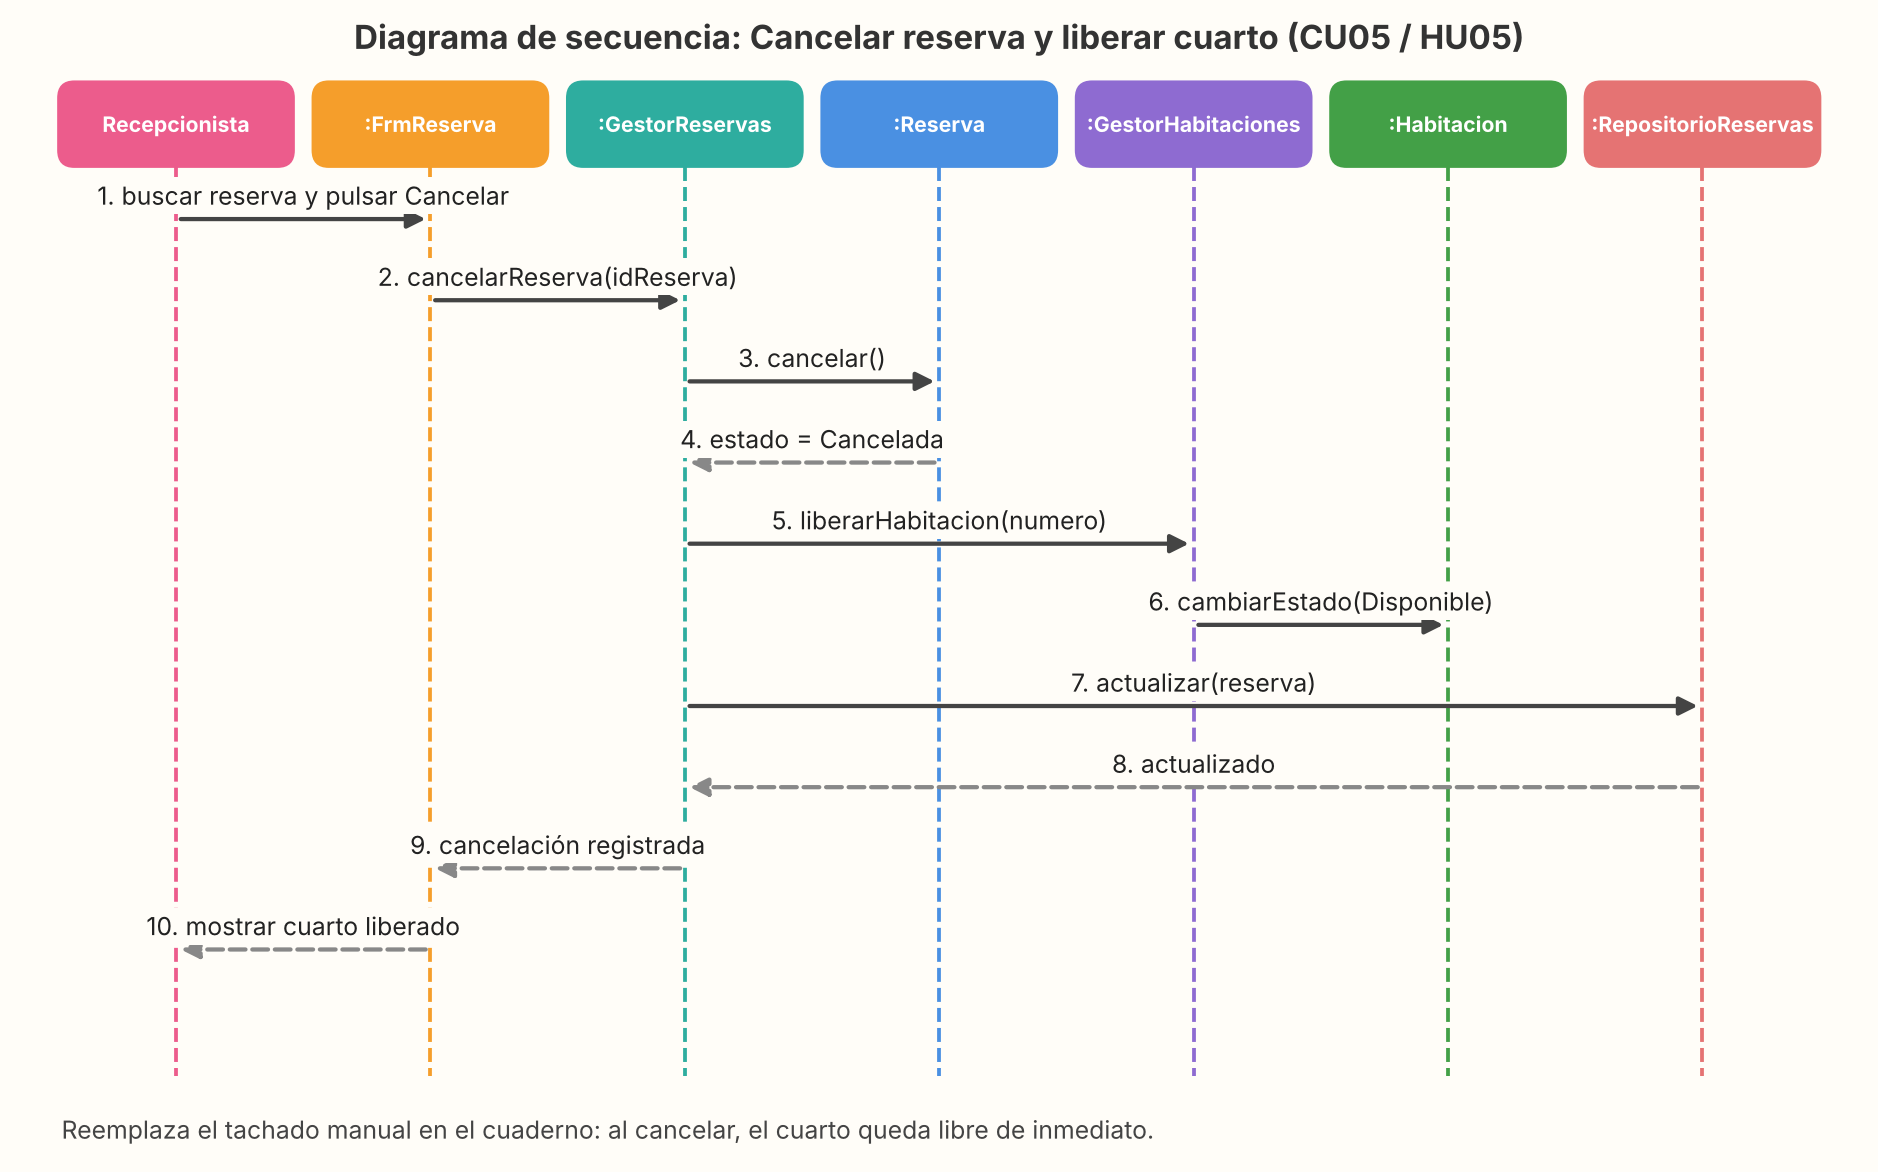 Diagrama de secuencia: Cancelar reserva y liberar cuarto (CU05 / HU05)
Recepcionista
:FrmReserva
:GestorReservas
:Reserva
:GestorHabitaciones
:Habitacion
:RepositorioReservas
1. buscar reserva y pulsar Cancelar
2. cancelarReserva(idReserva)
3. cancelar()
4. estado = Cancelada
5. liberarHabitacion(numero)
6. cambiarEstado(Disponible)
7. actualizar(reserva)
8. actualizado
9. cancelación registrada
10. mostrar cuarto liberado
Reemplaza el tachado manual en el cuaderno: al cancelar, el cuarto queda libre de inmediato.